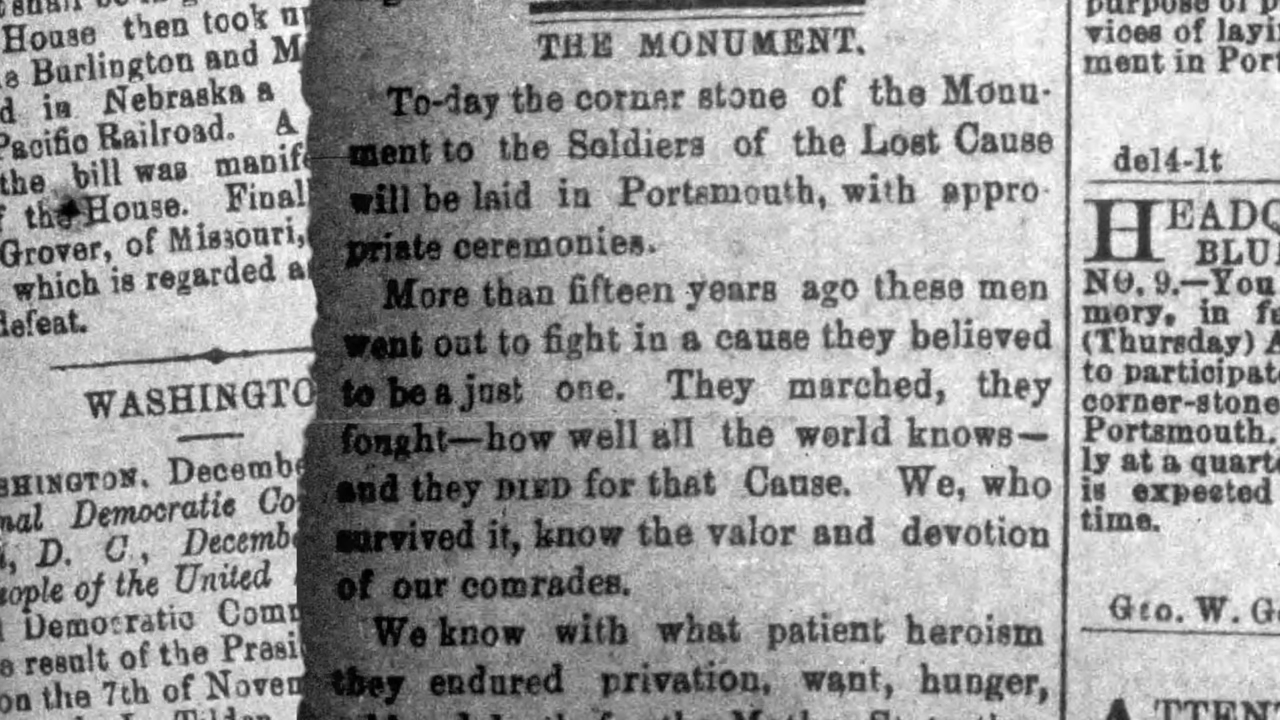 House then took
Burlington and
in Nebraska a
Pacific Railroad. A
the bill was
the House. Final
Grover, of Missouri,
which is regarded
defeat.
WASHINGTO
Decembe
Democratic Co
D. C., Decembe
of the United
Democratic Com
result of the Presi
on the 7th of Novem
THE MONUMENT.
To-day the corner stone of the Monu-
ment to the Soldiers of the Lost Cause
will be laid in Portsmouth, with appro-
priate ceremonies.
More than fifteen years ago these men
went out to fight in a cause they believed
to be a just one. They marched, they
fought—how well all the world knows—
and they DIED for that Cause. We, who
survived it, know the valor and devotion
of our comrades.
We know with what patient heroism
they endured privation, want, hunger,
purpose of
vices of layi
ment in Port
de14-1t
HEADQ
BLU
NO. 9.—You
mory, in fu
(Thursday) A
to participate
corner-stone
Portsmouth.
ly at a quarte
is expected
time.
Geo. W. G
ATTENT